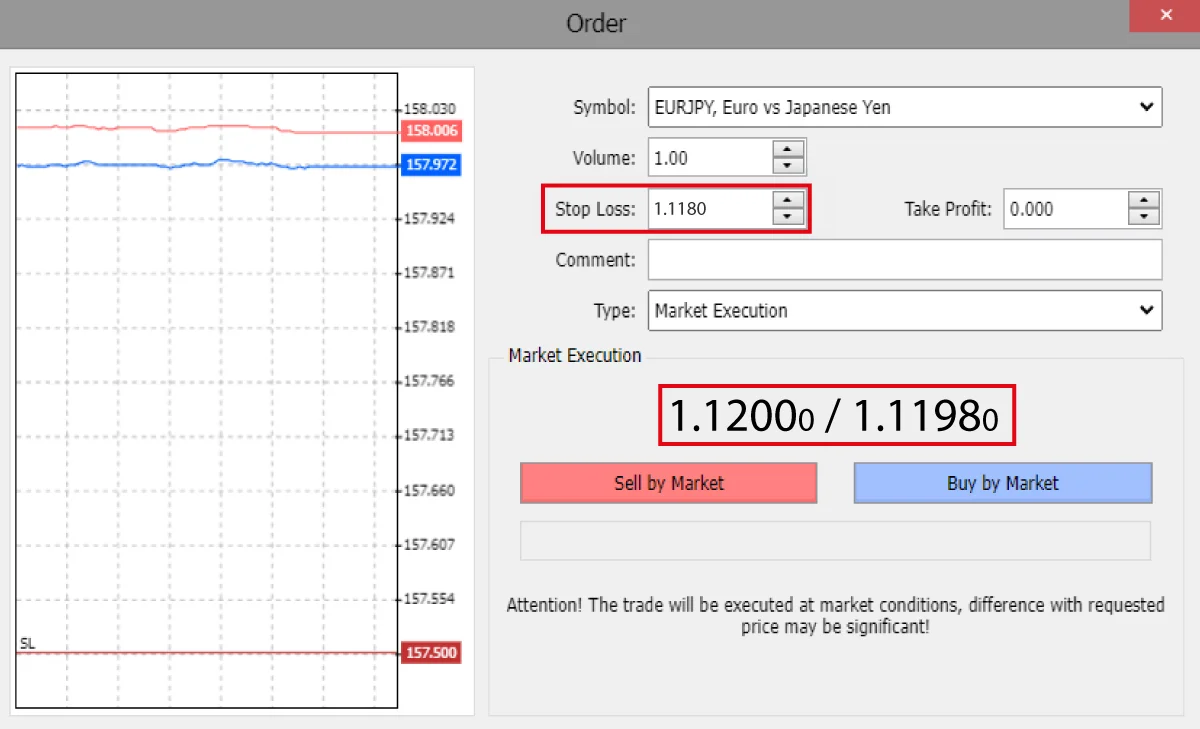 Order
158.030
158.006
157.972
157.924
157.871
157.818
157.766
157.713
157.660
157.607
157.554
SL
157.500
Symbol: EURJPY, Euro vs Japanese Yen
Volume: 1.00
Stop Loss: 1.1180 Take Profit: 0.000
Comment:
Type: Market Execution
Market Execution
1.12000 / 1.11980
Sell by Market Buy by Market
Attention! The trade will be executed at market conditions, difference with requested
price may be significant!